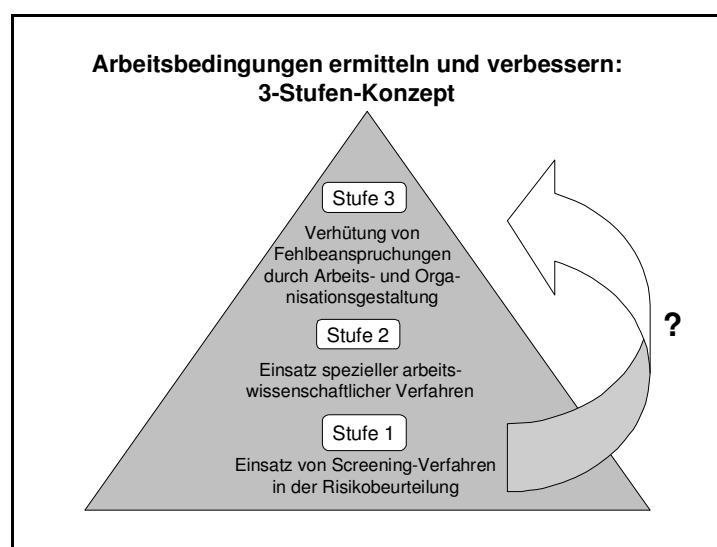 Arbeitsbedingungen ermitteln und verbessern:
3-Stufen-Konzept
Stufe 3
Verhütung von
Fehlbeanspruchungen
durch Arbeits- und Orga-
nisationsgestaltung
Stufe 2
?
Einsatz spezieller arbeits-
wissenschaftlicher Verfahren
Stufe 1
Einsatz von Screening-Verfahren
in der Risikobeurteilung